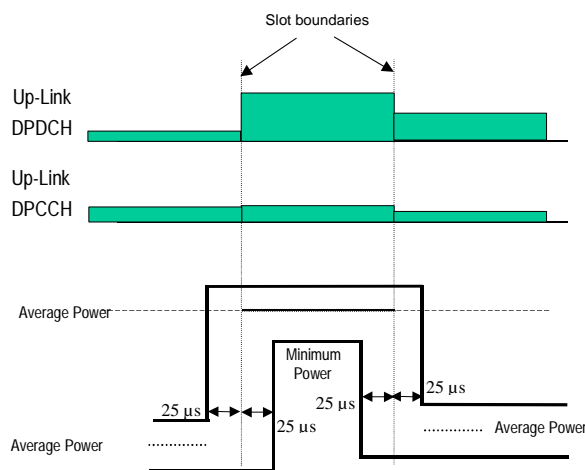 Slot boundaries
Up-Link
DPDCH
Up-Link
DPCCH
Average Power
Minimum
Power
25 µs
25 µs
25 µs
25 µs
Average Power
Average Power